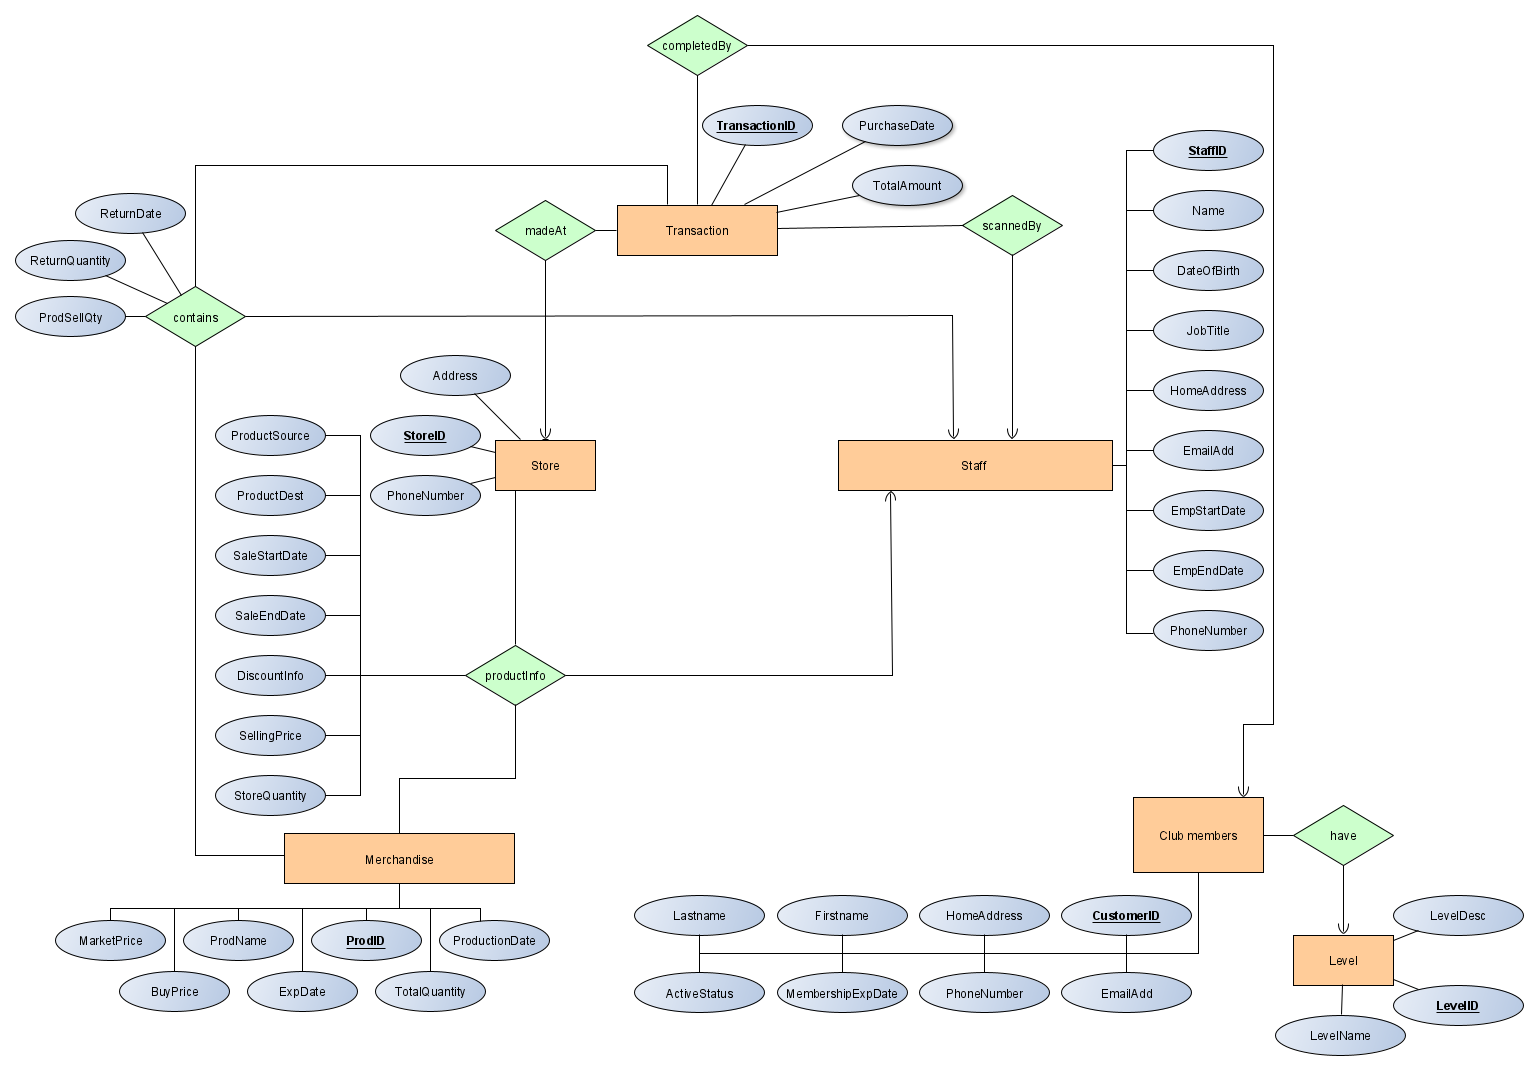 completedBy
TransactionID
PurchaseDate
StaffID
TotalAmount
ReturnDate
Name
madeAt
Transaction
scannedBy
ReturnQuantity
DateOfBirth
ProdSellQty
contains
JobTitle
Address
HomeAddress
ProductSource
StoreID
EmailAdd
Store
Staff
ProductDest
PhoneNumber
EmpStartDate
SaleStartDate
EmpEndDate
SaleEndDate
PhoneNumber
DiscountInfo
productInfo
SellingPrice
StoreQuantity
Club members
have
Merchandise
Lastname
Firstname
HomeAddress
CustomerID
LevelDesc
MarketPrice
ProdName
ProdID
ProductionDate
Level
BuyPrice
ExpDate
TotalQuantity
ActiveStatus
MembershipExpDate
PhoneNumber
EmailAdd
LevelID
LevelName